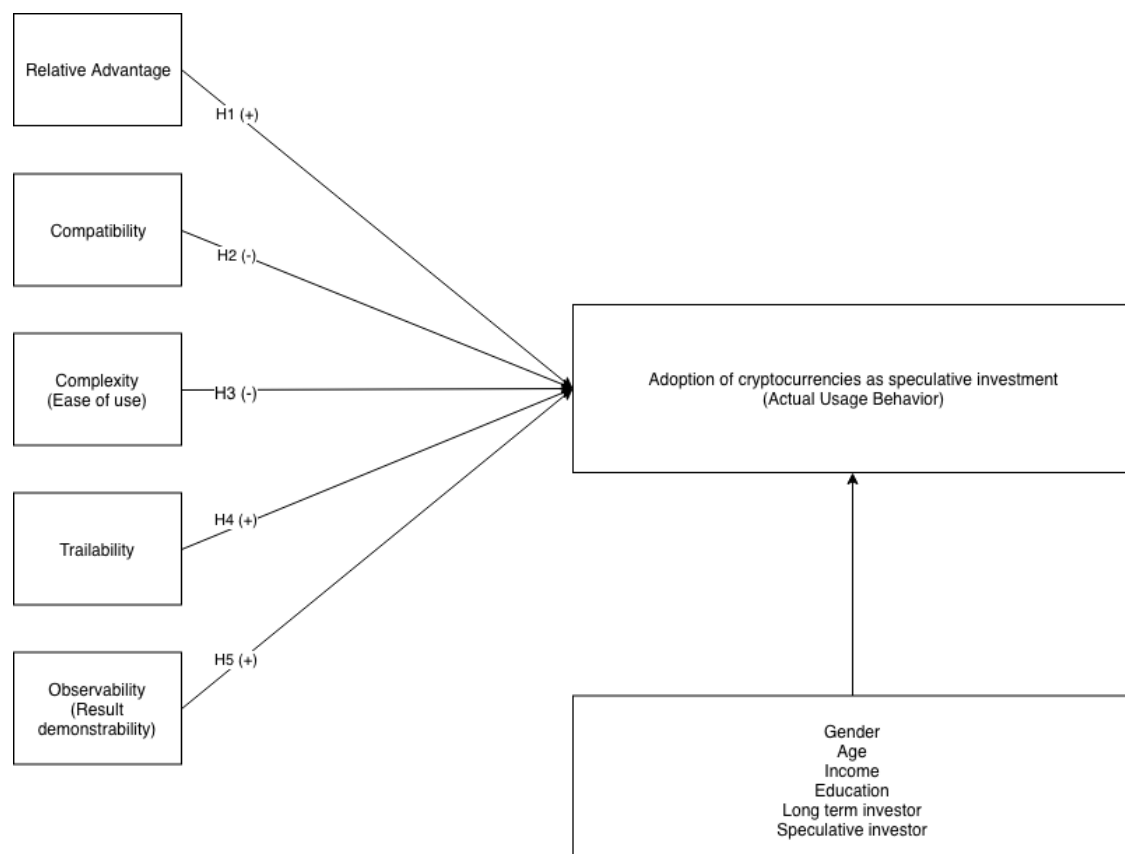 Relative Advantage
H1 (+)
Compatibility
H2 (-)
Complexity
(Ease of use)
H3 (-)
Adoption of cryptocurrencies as speculative investment
(Actual Usage Behavior)
Trailability
H4 (+)
Observability
(Result
demonstrability)
H5 (+)
Gender
Age
Income
Education
Long term investor
Speculative investor